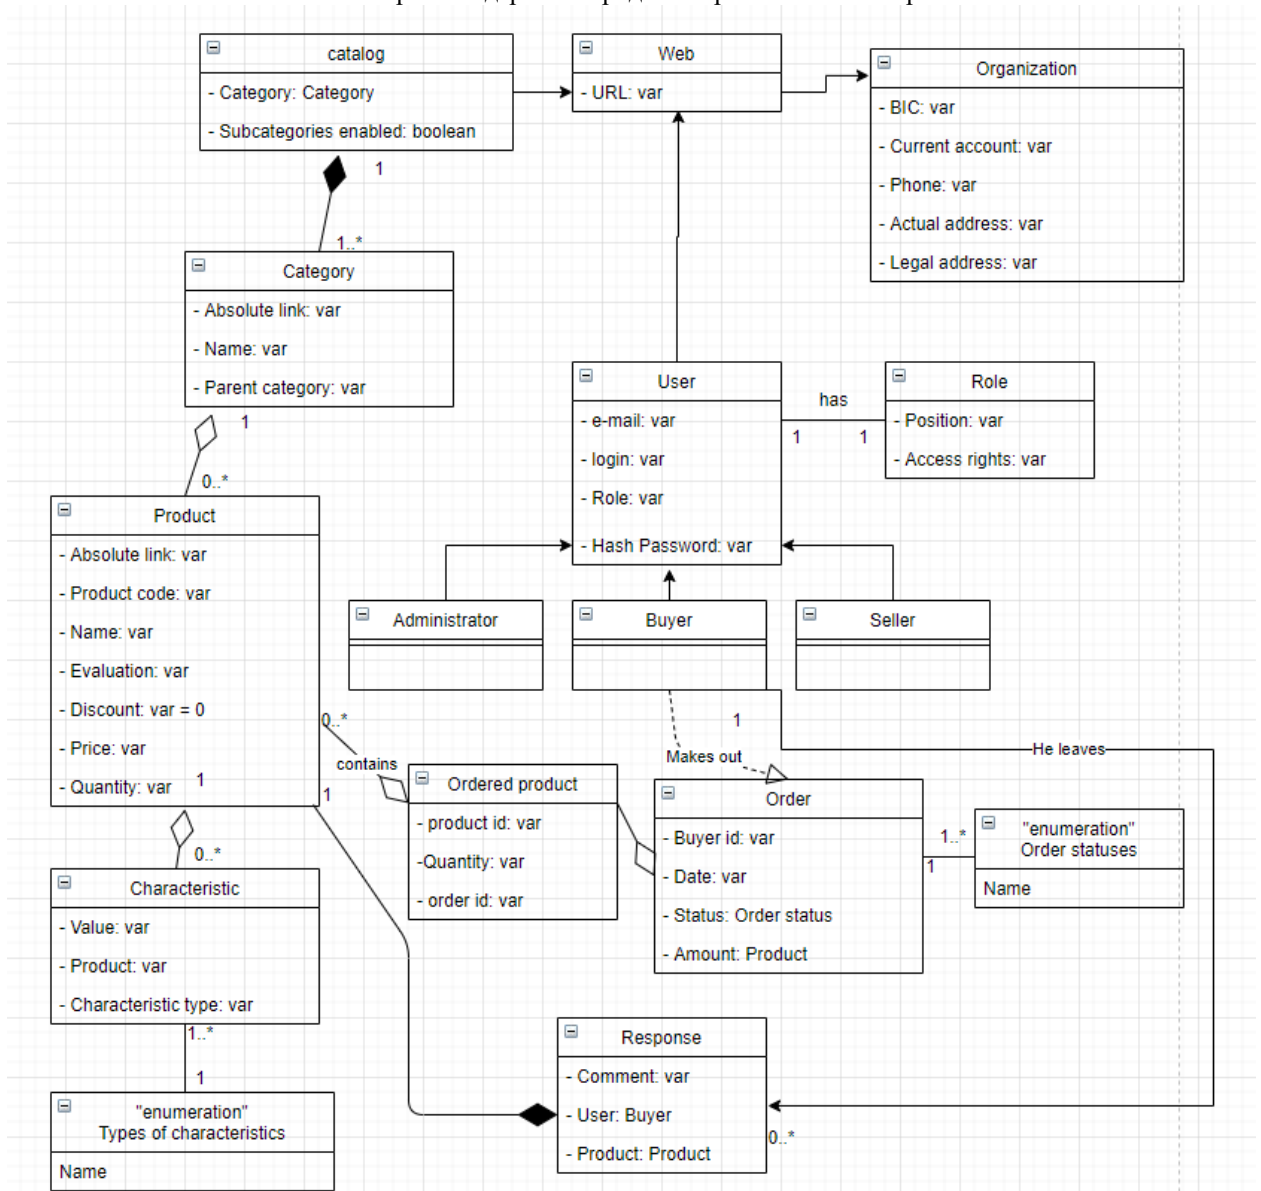 catalog
- Category: Category
- Subcategories enabled: boolean
Web
- URL: var
Organization
- BIC: var
- Current account: var
- Phone: var
- Actual address: var
- Legal address: var
1
1..*
Category
- Absolute link: var
- Name: var
- Parent category: var
1
0..*
User
- e-mail: var
- login: var
- Role: var
- Hash Password: var
has
1
1
Role
- Position: var
- Access rights: var
Product
- Absolute link: var
- Product code: var
- Name: var
- Evaluation: var
- Discount: var = 0
- Price: var
- Quantity: var
1
Administrator
Buyer
Seller
0..*
contains
1
1
Makes out
He leaves
Ordered product
- product id: var
-Quantity: var
- order id: var
Order
- Buyer id: var
- Date: var
- Status: Order status
- Amount: Product
1..*
1
"enumeration"
Order statuses
Name
0..*
Characteristic
- Value: var
- Product: var
- Characteristic type: var
1..*
1
"enumeration"
Types of characteristics
Name
Response
- Comment: var
- User: Buyer
- Product: Product
0..*